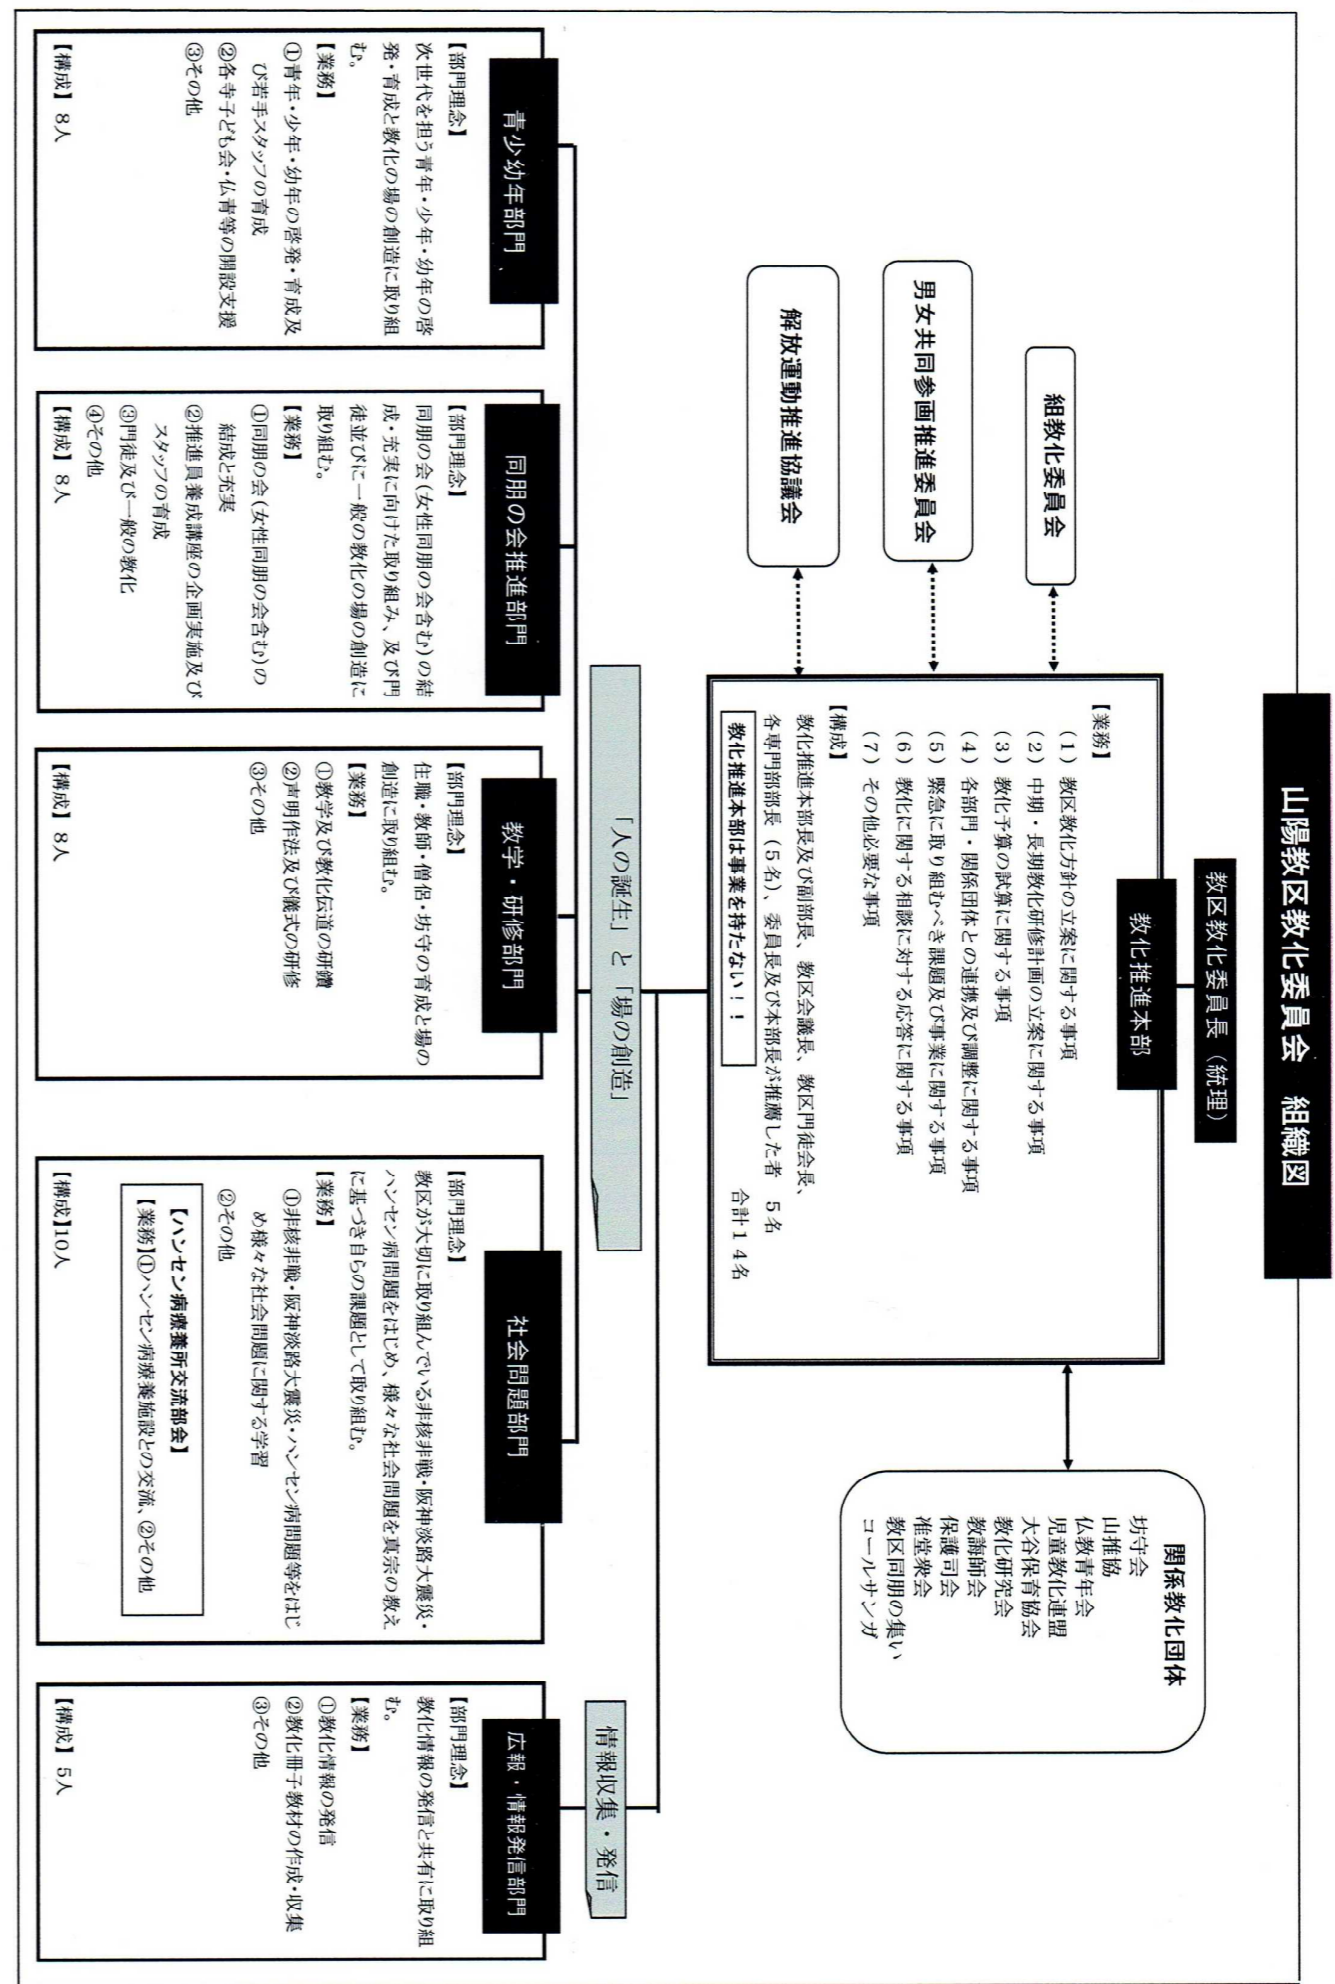 山陽教区教化委員会　組織図
教区教化委員長（統理）
教化推進本部
【業務】
（1）教区教化方針の立案に関する事項
（2）中期・長期教化研修計画の立案に関する事項
（3）教化予算の試算に関する事項
（4）各部門・関係団体との連携及び調整に関する事項
（5）緊急に取り組むべき課題及び事業に関する事項
（6）教化に関する相談に対する応答に関する事項
（7）その他必要な事項
【構成】
教化推進本部長及び副部長、教区会議長、教区門徒会長、
各専門部部長（5名）、委員長及び本部長が推薦した者　5名
合計14名
教化推進本部は事業を持たない！！
組教化委員会
男女共同参画推進委員会
解放運動推進協議会
関係教化団体
坊守会
山推協
仏教青年会
児童教化連盟
大谷保育協会
教化研究会
教誨師会
保護司会
准堂衆会
教区同朋の集い
コールサンガ
「人の誕生」と「場の創造」
情報収集・発信
青少幼年部門
【部門理念】
次世代を担う青年・少年・幼年の啓
発・育成と教化の場の創造に取り組
む。
【業務】
①青年・少年・幼年の啓発・育成及
び若手スタッフの育成
②各寺子ども会・仏青等の開設支援
③その他
【構成】8人
同朋の会推進部門
【部門理念】
同朋の会（女性同朋の会含む）の結
成・充実に向けた取り組み、及び門
徒並びに一般の教化の場の創造に
取り組む。
【業務】
①同朋の会（女性同朋の会含む）の
結成と充実
②推進員養成講座の企画実施及び
スタッフの育成
③門徒及び一般の教化
④その他
【構成】8人
教学・研修部門
【部門理念】
住職・教師・僧侶・坊守の育成と場の
創造に取り組む。
【業務】
①教学及び教化伝道の研鑽
②声明作法及び儀式の研修
③その他
【構成】8人
社会問題部門
【部門理念】
教区が大切に取り組んでいる非核非戦・阪神淡路大震災・
ハンセン病問題をはじめ、様々な社会問題を真宗の教え
に基づき自らの課題として取り組む。
【業務】
①非核非戦・阪神淡路大震災・ハンセン病問題等をはじ
め様々な社会問題に関する学習
②その他
【ハンセン病療養所交流部会】
【業務】①ハンセン病療養施設との交流、②その他
【構成】10人
広報・情報発信部門
【部門理念】
教化情報の発信と共有に取り組
む。
【業務】
①教化情報の発信
②教化冊子教材の作成・収集
③その他
【構成】5人